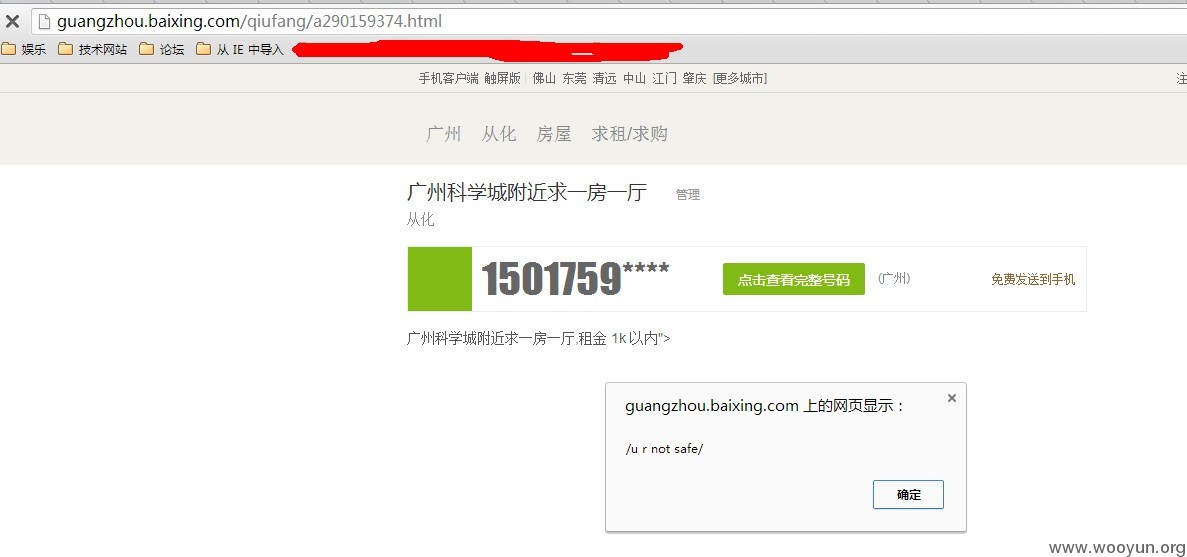 guangzhou.baixing.com/qiufang/a290159374.html
娱乐 技术网站 论坛 从 IE 中导入
手机客户端 触屏版 佛山 东莞 清远 中山 江门 肇庆 [更多城市] 注
广州 从化 房屋 求租/求购
广州科学城附近求一房一厅 管理
从化
1501759**** 点击查看完整号码 (广州) 免费发送到手机
广州科学城附近求一房一厅,租金 1k以内">
guangzhou.baixing.com 上的网页显示：
/u r not safe/
确定
www.wooyun.org